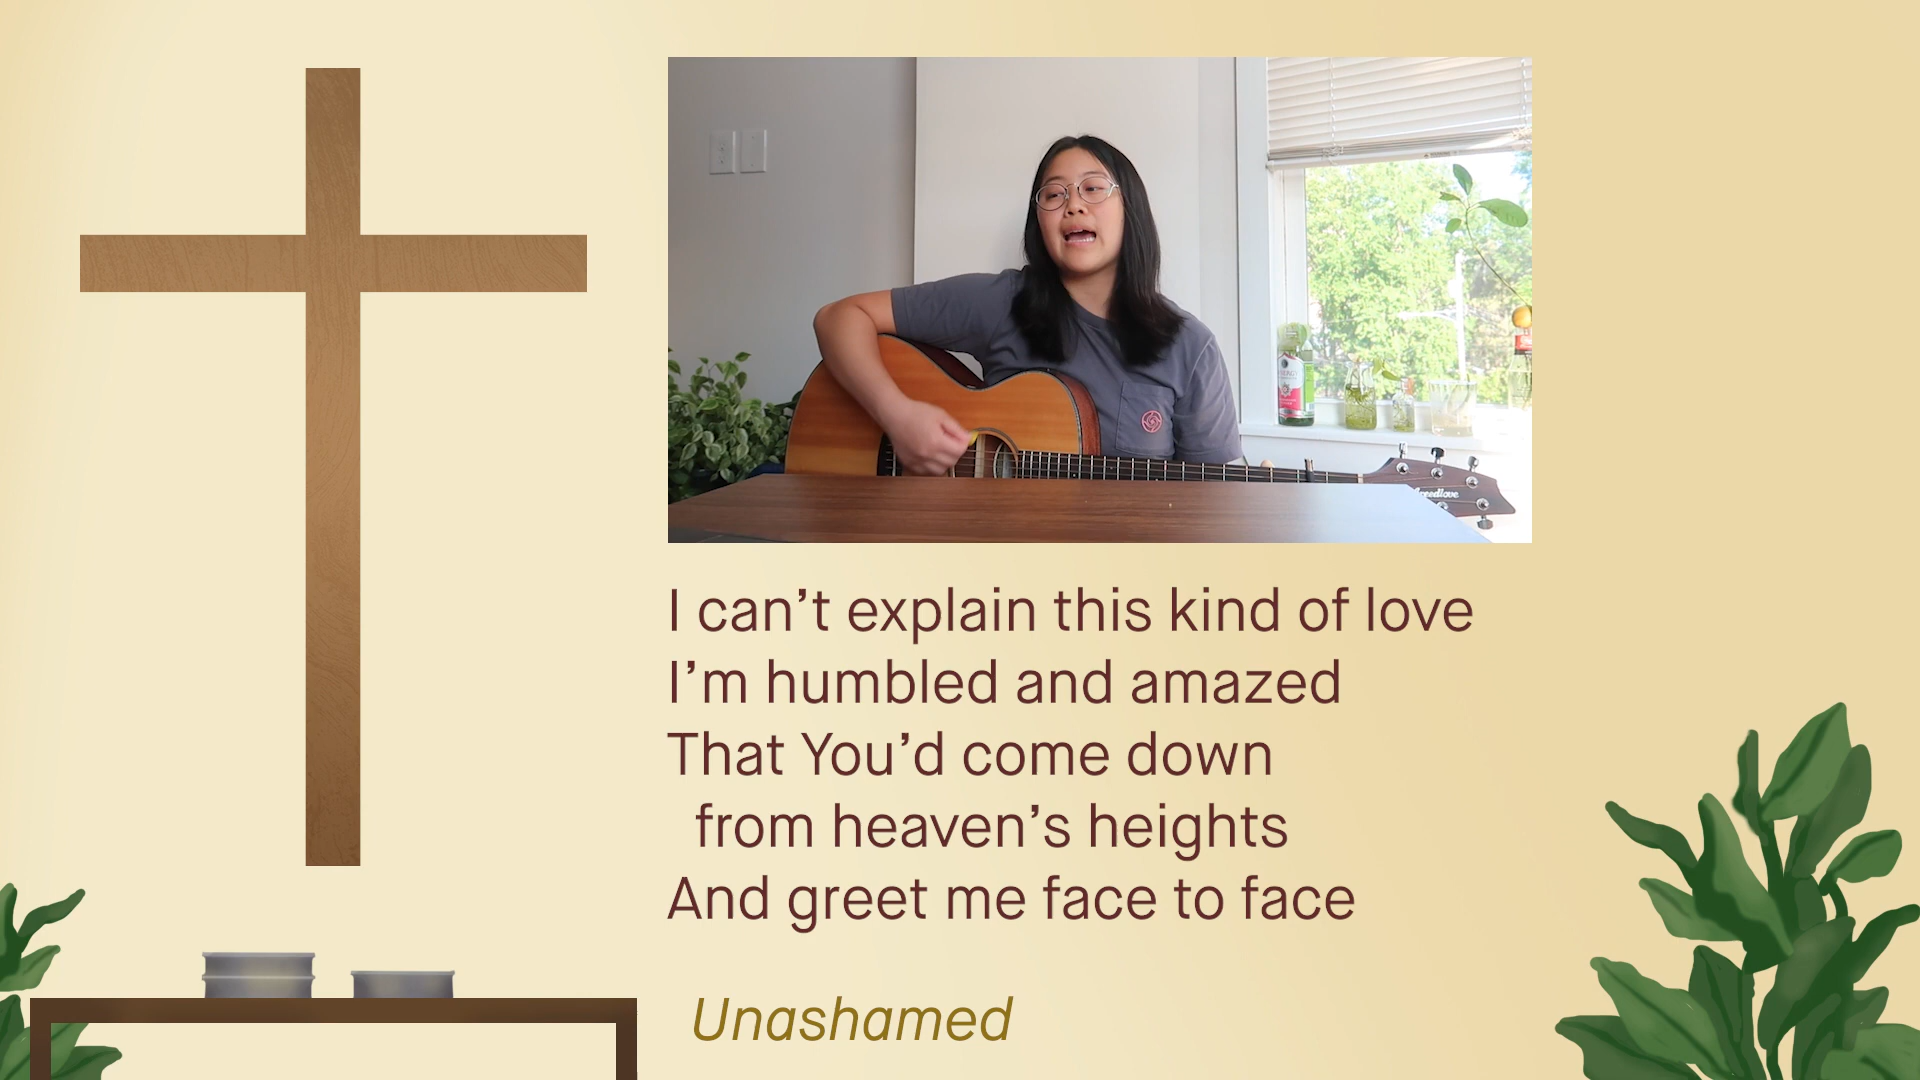 I can’t explain this kind of love
I’m humbled and amazed
That You’d come down
from heaven’s heights
And greet me face to face
Unashamed